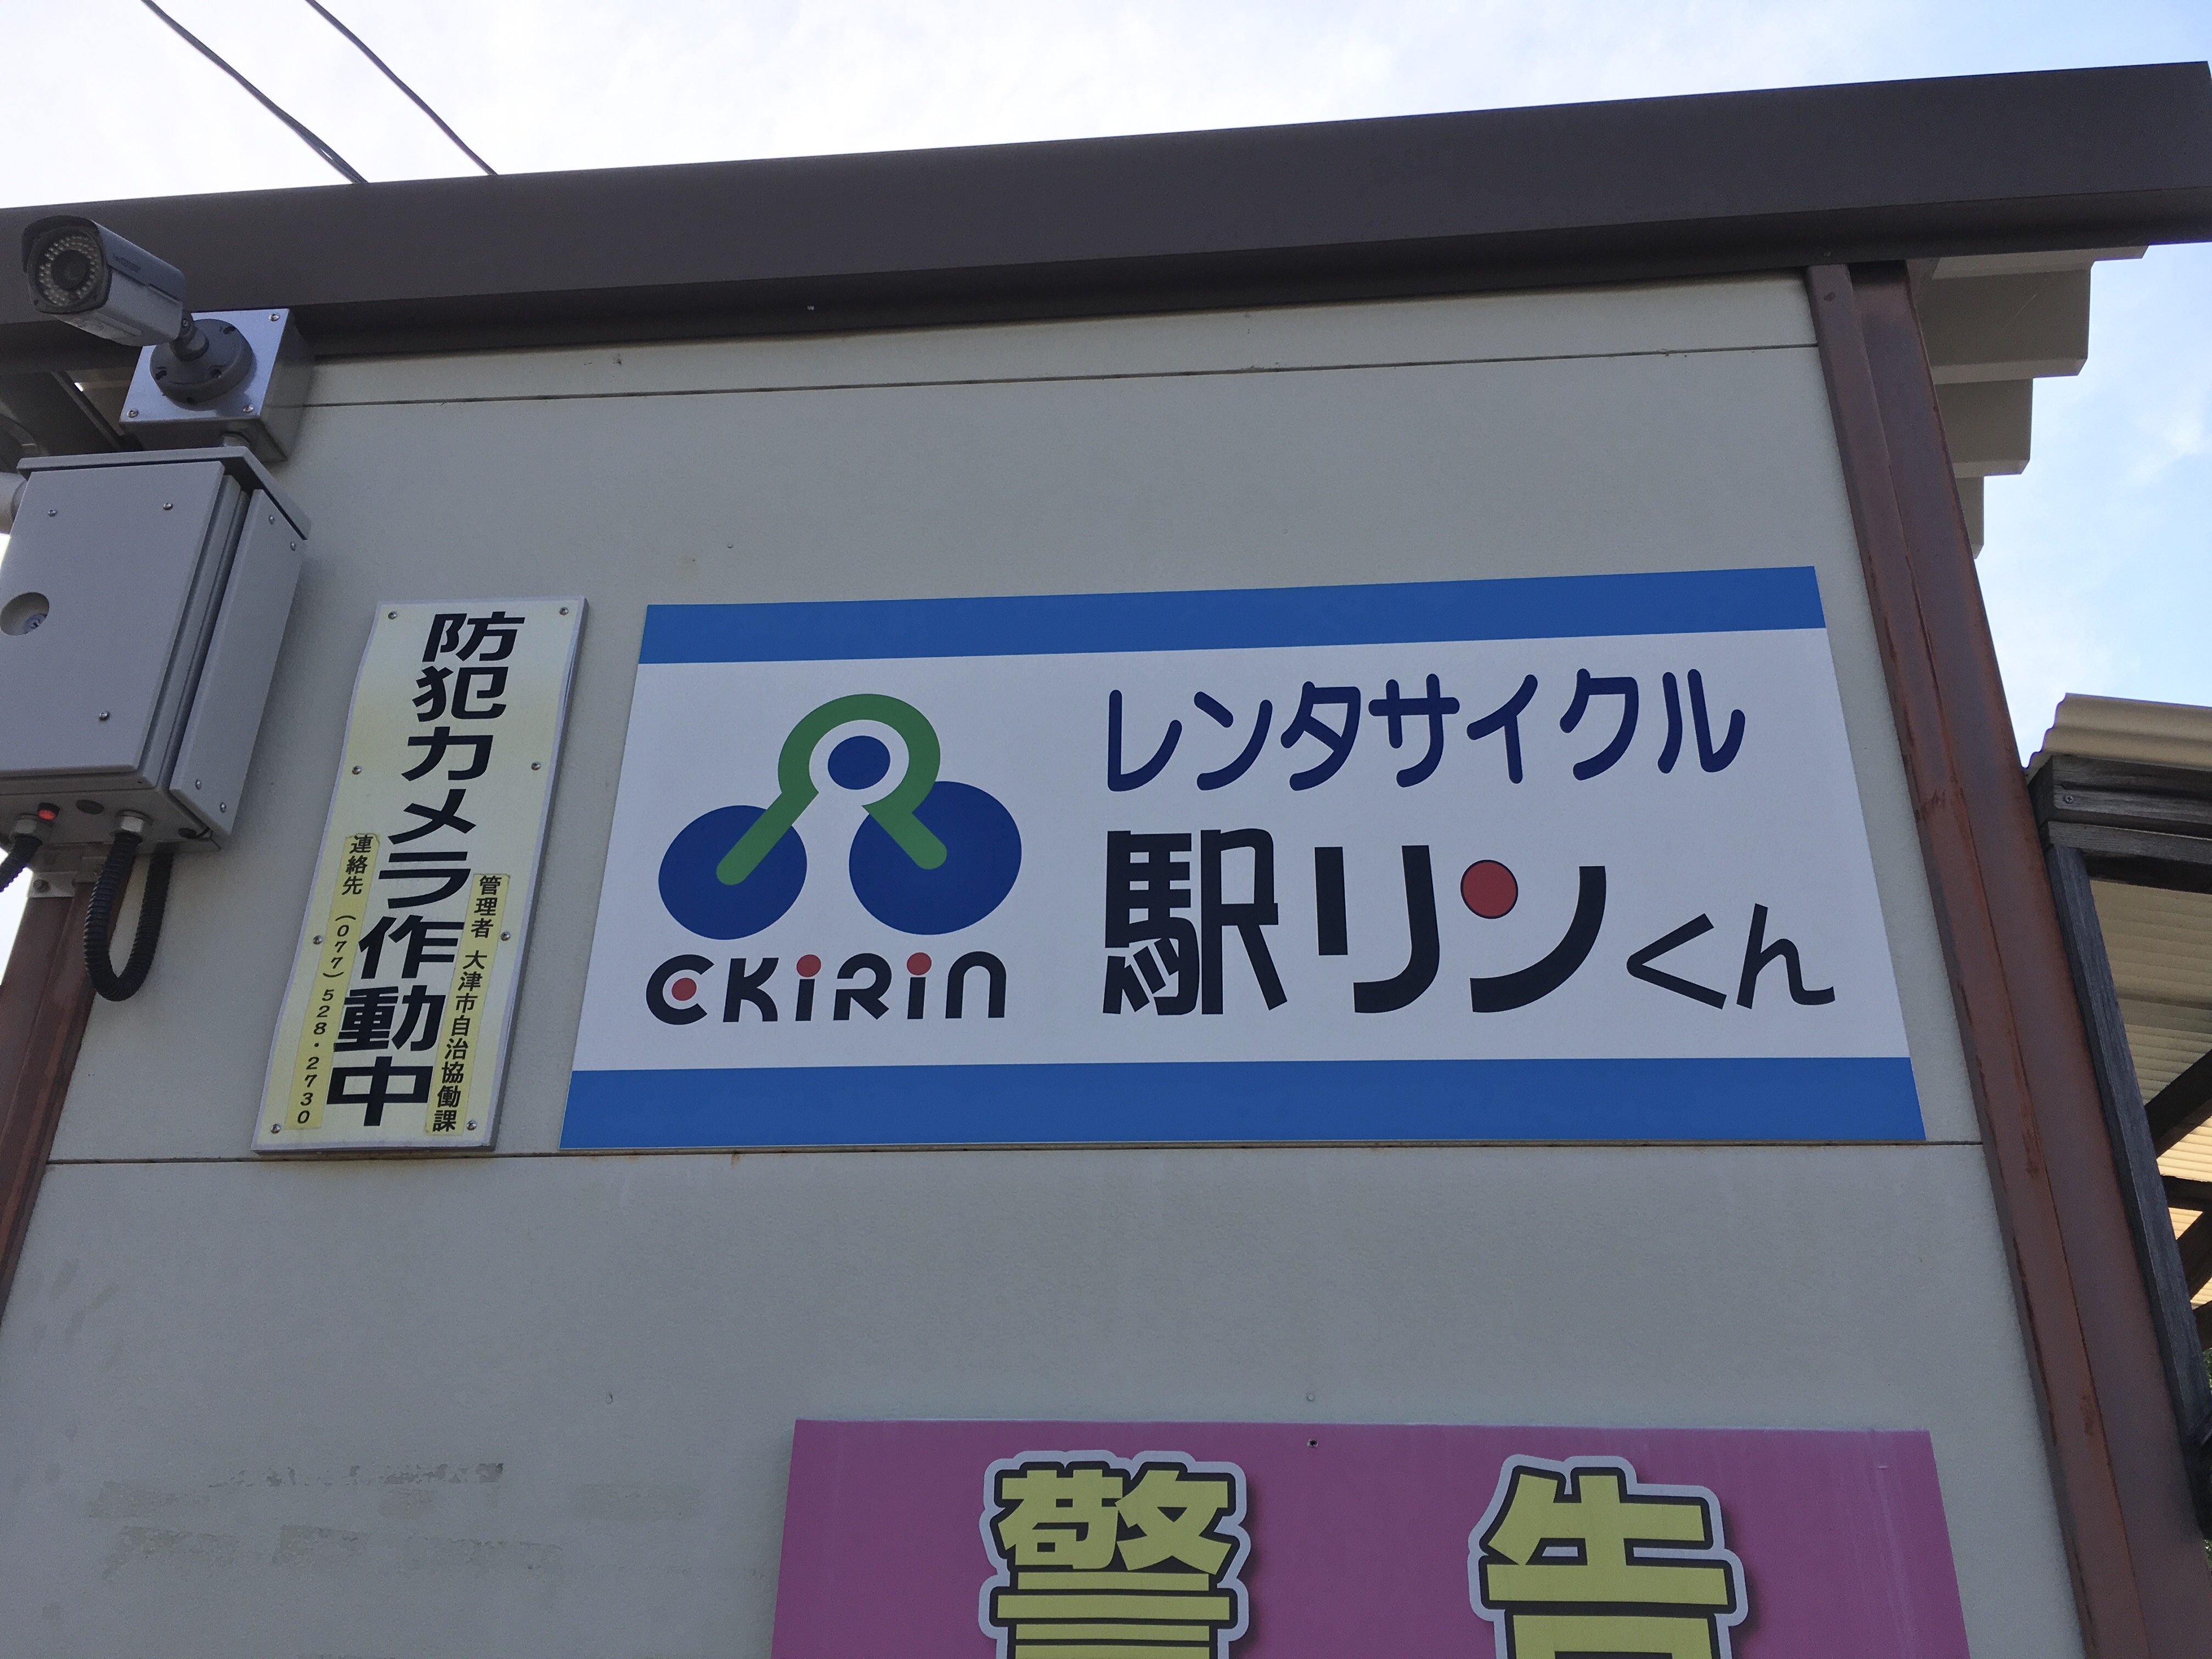 防犯カメラ作動中
管理者 大津市自治協働課
連絡先 (077)528・2730
レンタサイクル
駅リンくん
EKiRiN
警告